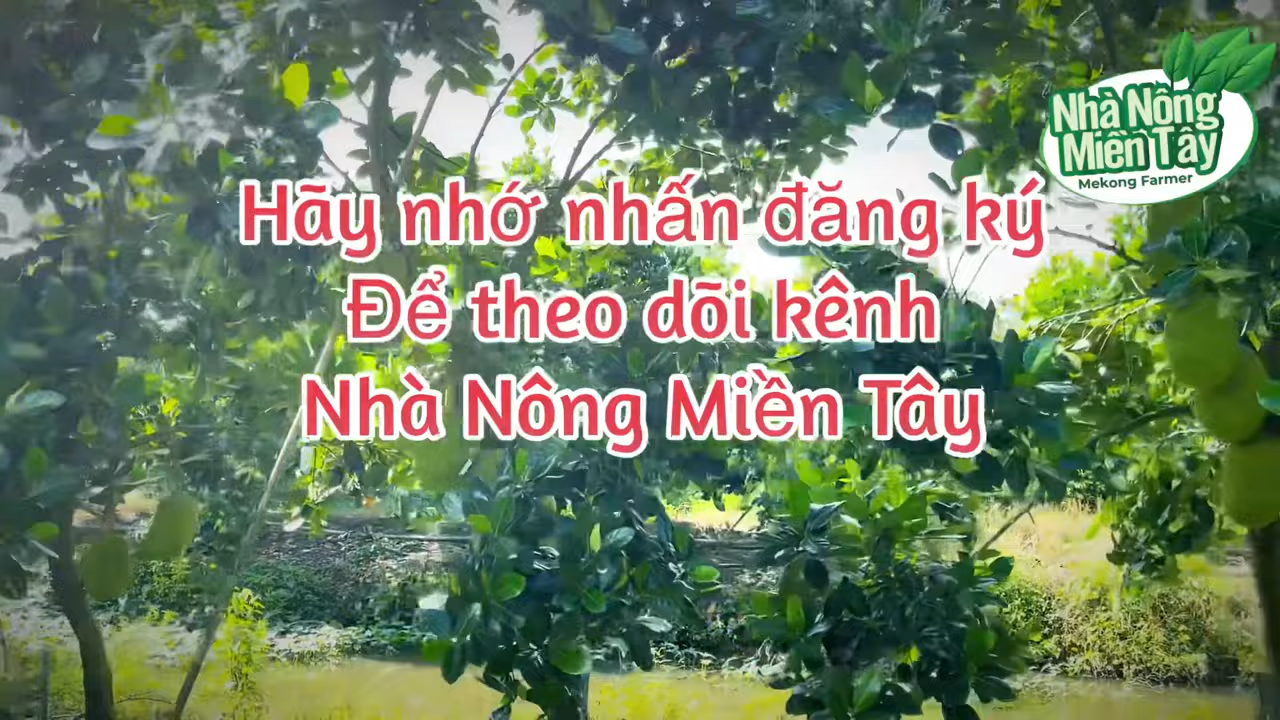 Nhà Nông
Miền Tây
Mekong Farmer
Hãy nhớ nhấn đăng ký
Để theo dõi kênh
Nhà Nông Miền Tây